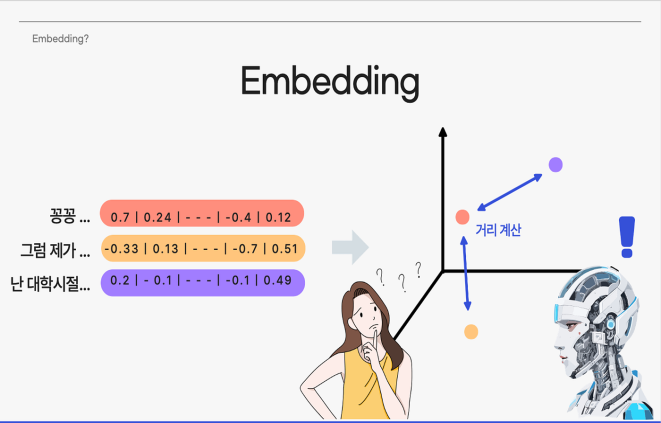 Embedding?
Embedding
꽁꽁 ... 0.7 | 0.24 | - - - | -0.4 | 0.12
그럼 제가 ... -0.33 | 0.13 | - - - | -0.7 | 0.51
난 대학시절... 0.2 | - 0.1 | - - - | -0.1 | 0.49
거리 계산
? ? ?
!